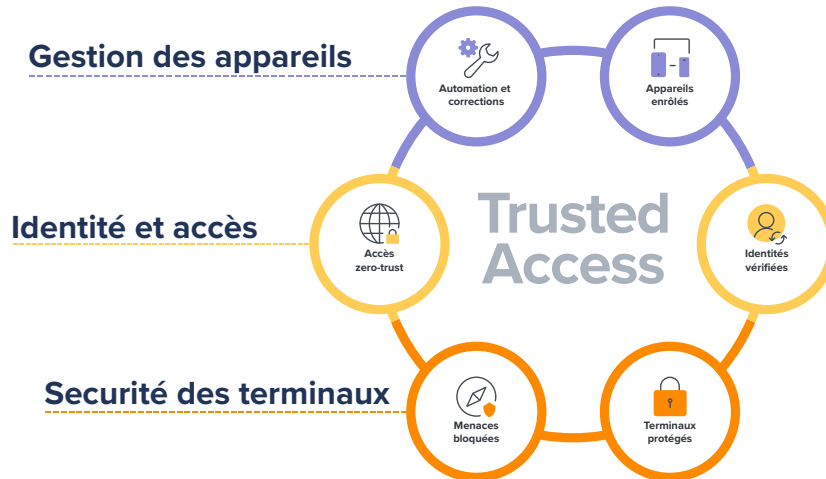 Gestion des appareils
Automation et
corrections
Appareils
enrôlés
Identité et accès
Accès
zero-trust
Trusted
Access
Identités
vérifiées
Securité des terminaux
Menaces
bloquées
Terminaux
protégés